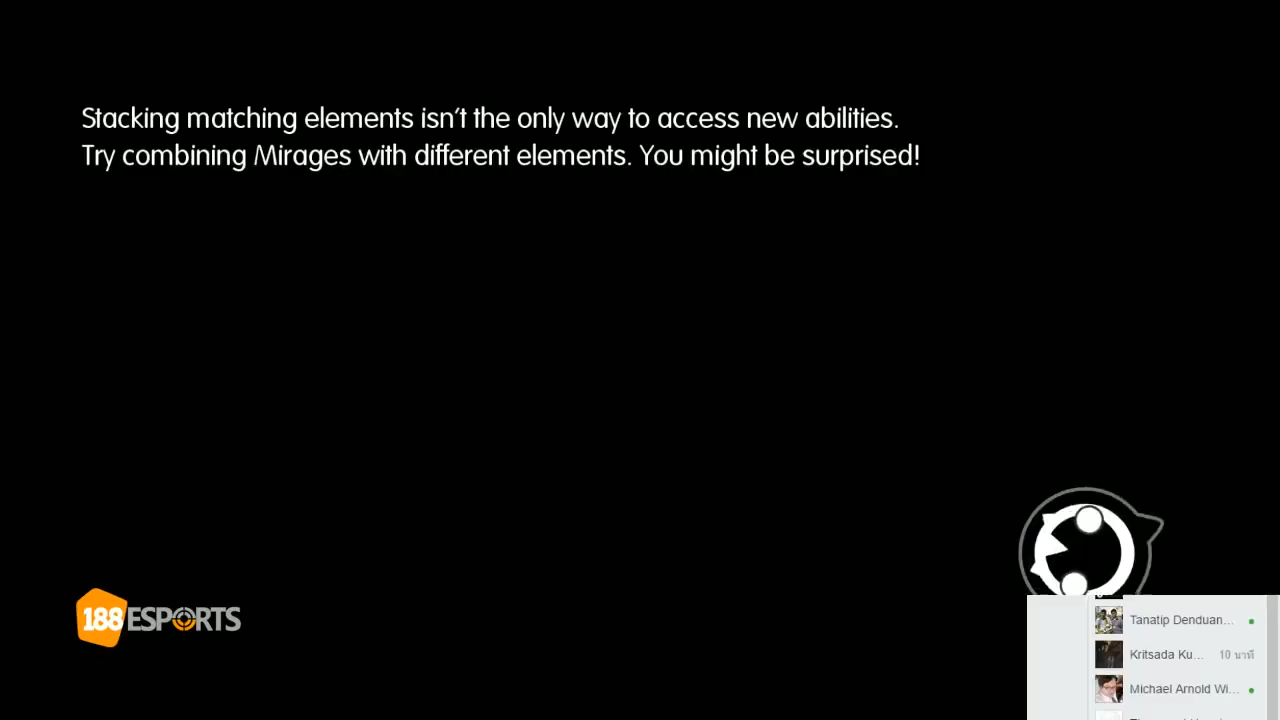 Stacking matching elements isn't the only way to access new abilities.
Try combining Mirages with different elements. You might be surprised!
188ESPORTS
Tanatip Denduan...
Kritsada Ku... 10 นาที
Michael Arnold Wi...